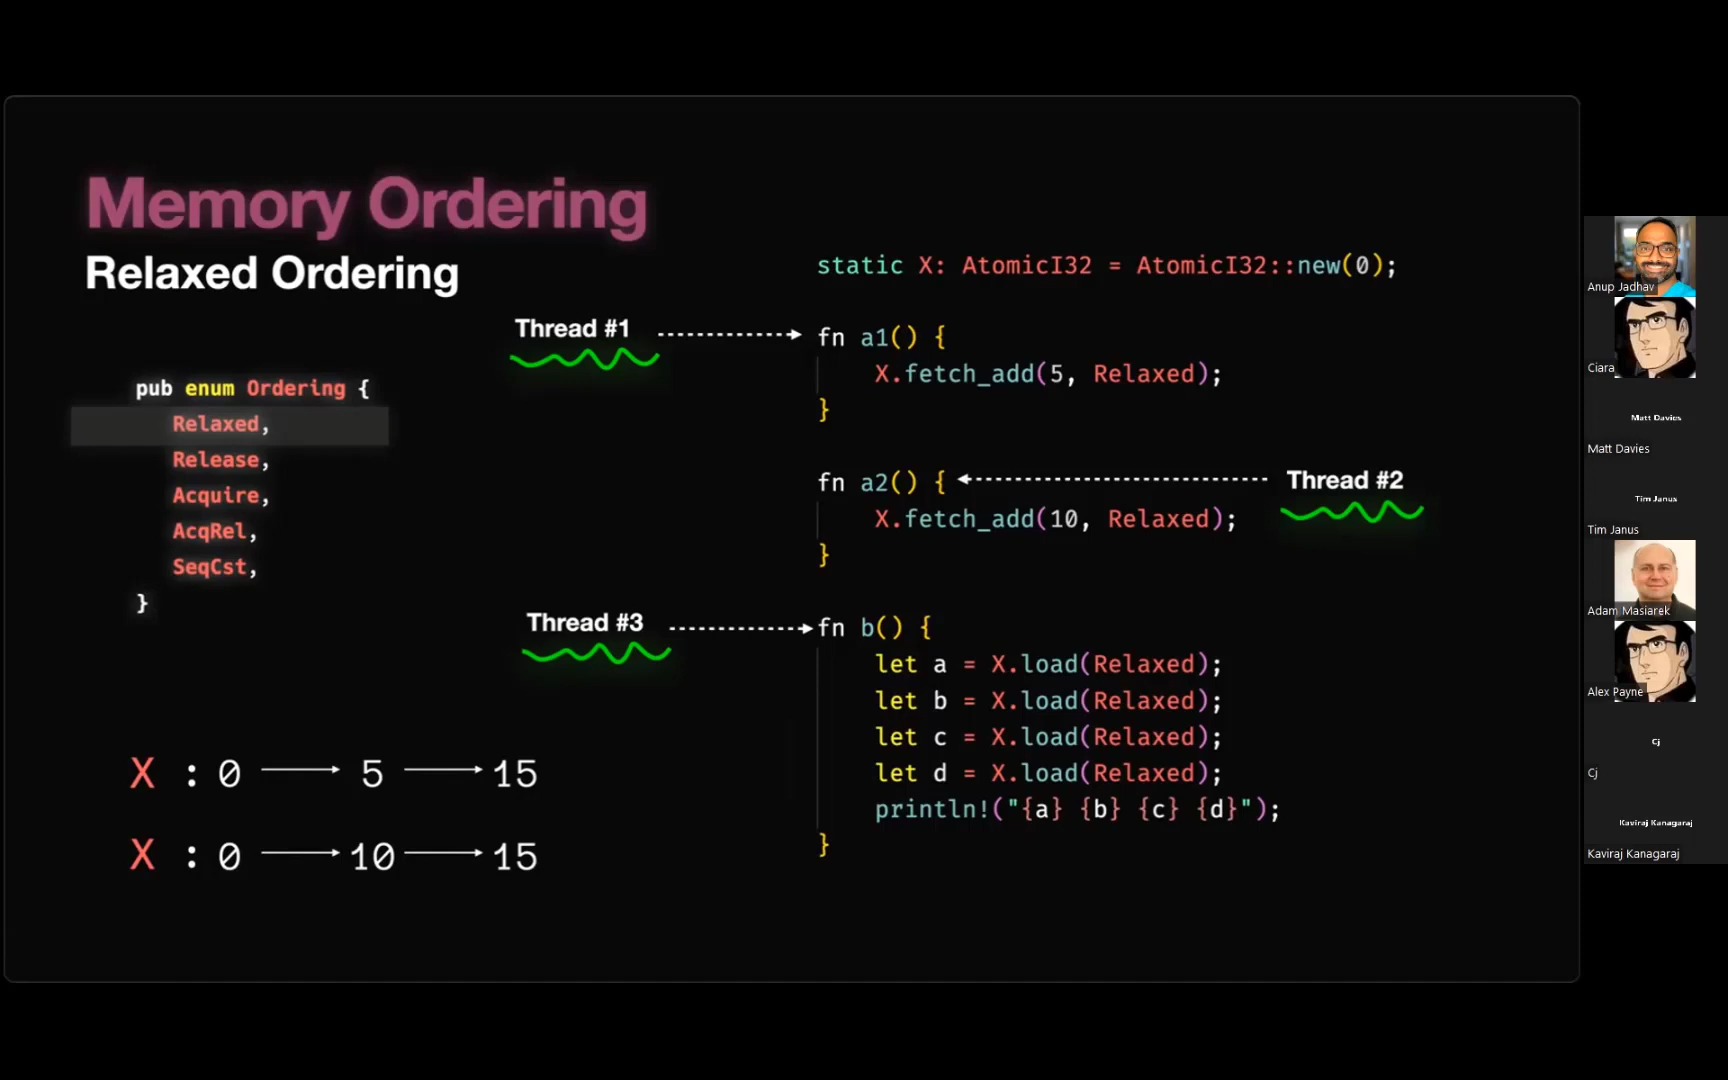 Memory Ordering
Relaxed Ordering
pub enum Ordering {
Relaxed,
Release,
Acquire,
AcqRel,
SeqCst,
}
X : 0 5 15
X : 0 10 15
static X: AtomicI32 = AtomicI32::new(0);
Thread #1
fn a1() {
X.fetch_add(5, Relaxed);
}
fn a2() {
Thread #2
X.fetch_add(10, Relaxed);
}
Thread #3
fn b() {
let a = X.load(Relaxed);
let b = X.load(Relaxed);
let c = X.load(Relaxed);
let d = X.load(Relaxed);
println!("{a} {b} {c} {d}");
}
Anup Jadhav
Ciara
Matt Davies
Matt Davies
Tim Janus
Tim Janus
Adam Masiarek
Alex Payne
Cj
Cj
Kaviraj Kanagaraj
Kaviraj Kanagaraj